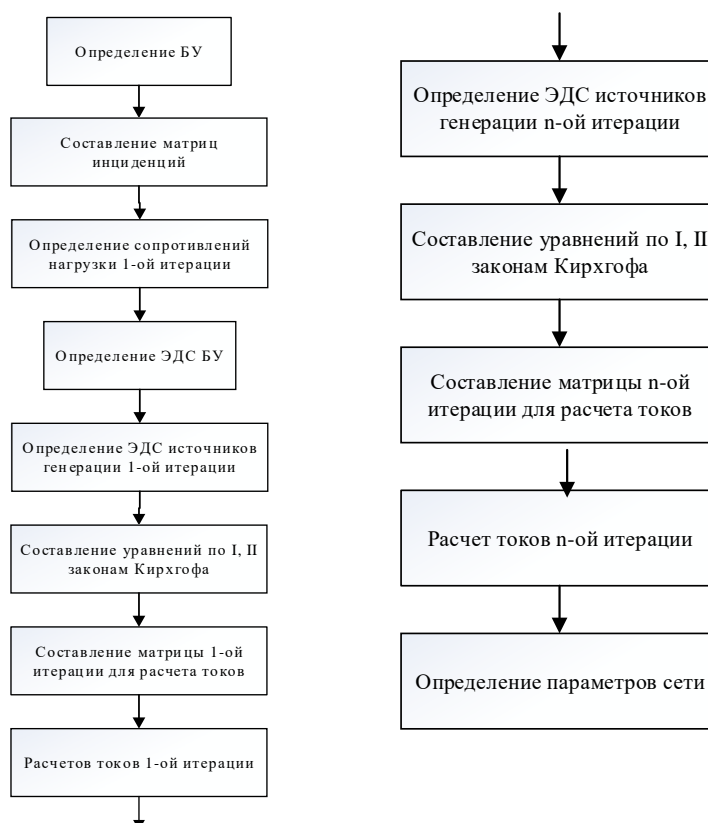 Определение БУ
Составление матриц
инциденций
Определение сопротивлений
нагрузки 1-ой итерации
Определение ЭДС БУ
Определение ЭДС источников
генерации 1-ой итерации
Составление уравнений по I, II
законам Кирхгофа
Составление матрицы 1-ой
итерации для расчета токов
Расчетов токов 1-ой итерации
Определение ЭДС источников
генерации n-ой итерации
Составление уравнений по I, II
законам Кирхгофа
Составление матрицы n-ой
итерации для расчета токов
Расчет токов n-ой итерации
Определение параметров сети